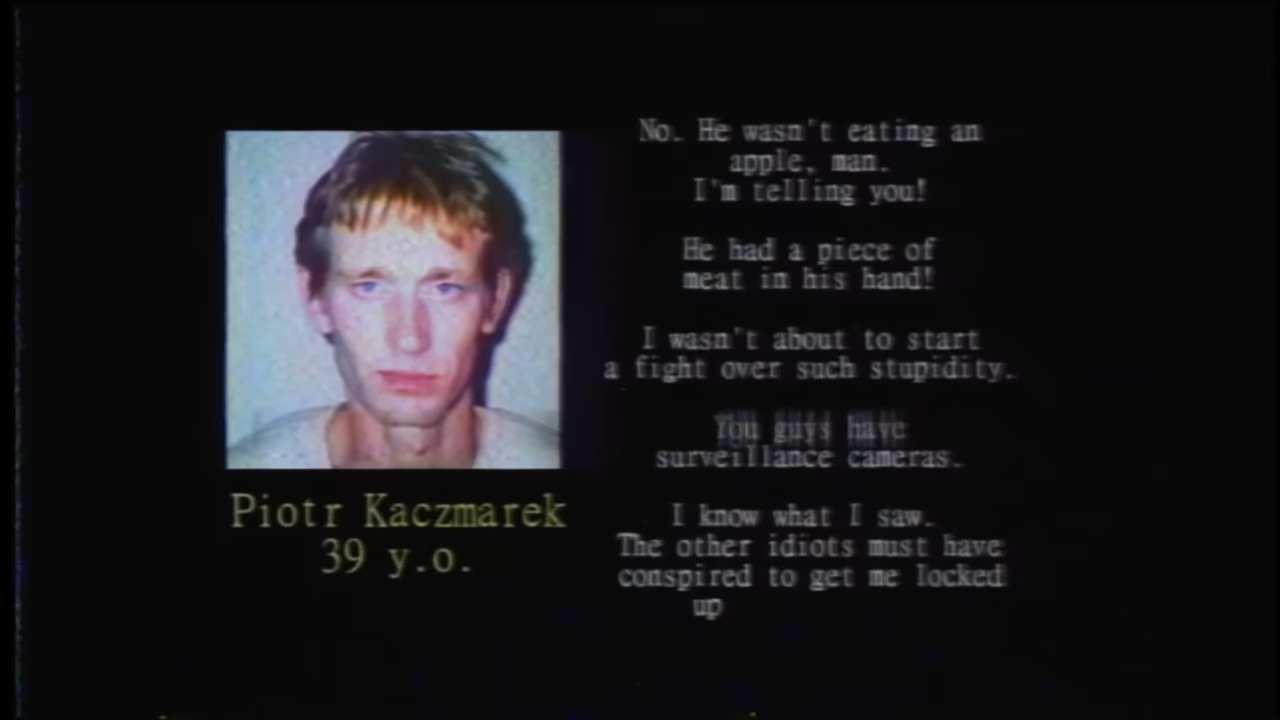 No. He wasn't eating an
apple, man.
I'm telling you!
He had a piece of
meat in his hand!
I wasn't about to start
a fight over such stupidity.
You guys have
surveillance cameras.
I know what I saw.
The other idiots must have
conspired to get me locked
up
Piotr Kaczmarek
39 y.o.